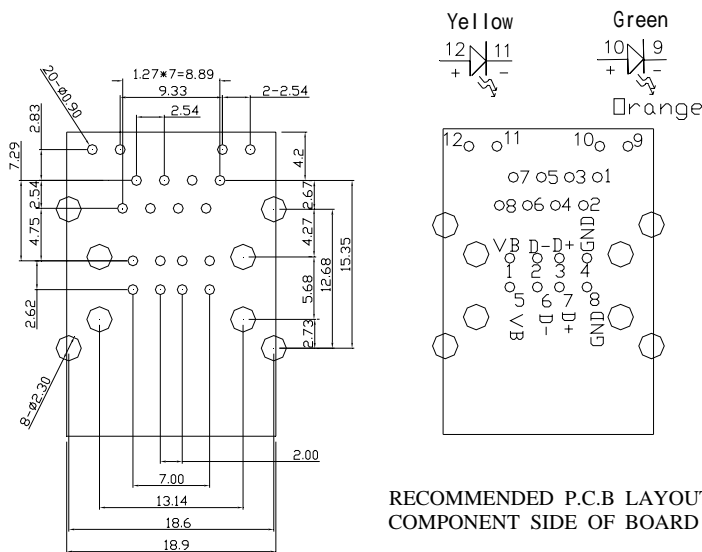 Yellow
Green
12 11
+ -
10 9
+ -
Orange
20-ø0.90
1.27*7=8.89
9.33
2-2.54
2.54
2.83
7.29
2.54
4.75
2.62
4.2
2.67
4.27
12.68
15.35
5.68
2.73
8-ø2.30
2.00
7.00
13.14
18.6
18.9
12 11 10 9
7 5 3 1
8 6 4 2
VB D- D+ GND
1 2 3 4
5 6 7 8
VB D- D+ GND
RECOMMENDED P.C.B LAYOUT
COMPONENT SIDE OF BOARD